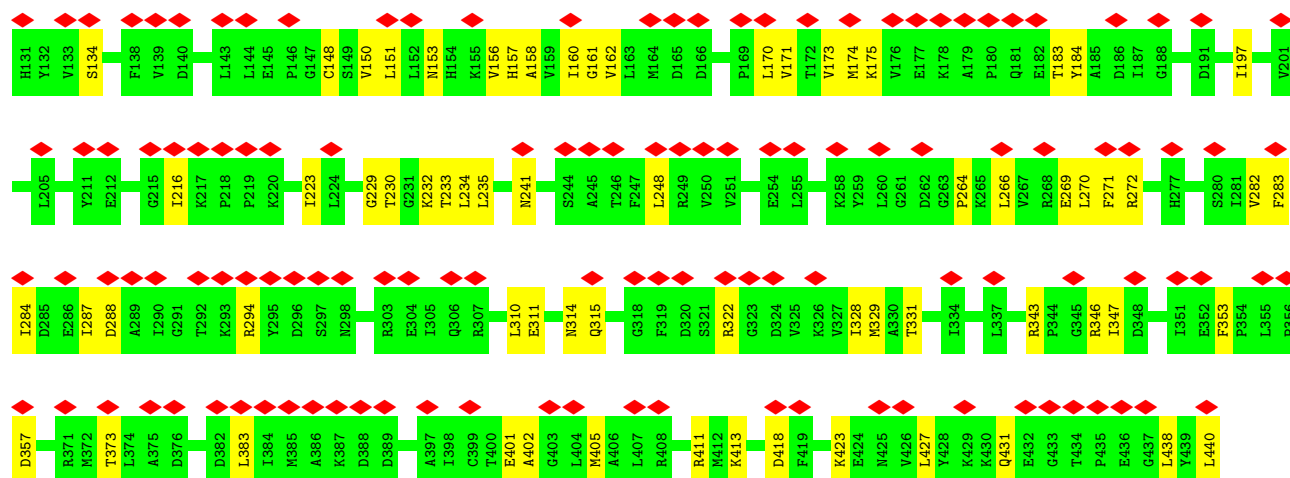 H131 Y132 V133 S134 F138 V139 D140 L143 L144 E145 P146 G147 C148 S149 V150 L151 L152 N153 H154 K155 V156 H157 A158 V159 I160 G161 V162 L163 M164 D165 D166 P169 L170 V171 T172 V173 M174 K175 V176 E177 K178 A179 P180 Q181 E182 T183 Y184 A185 D186 I187 G188 D191 I197 V201
L205 Y211 E212 G215 I216 K217 P218 P219 K220 I223 L224 G229 T230 G231 K232 T233 L234 L235 N241 S244 A245 T246 F247 L248 R249 V250 V251 E254 L255 K258 Y259 L260 G261 D262 G263 P264 K265 L266 V267 R268 E269 L270 F271 R272 H277 S280 I281 V282 F283
I284 D285 E286 I287 D288 A289 I290 G291 T292 K293 R294 Y295 D296 S297 N298 R303 E304 I305 Q306 R307 L310 E311 N314 Q315 G318 F319 D320 S321 R322 G323 D324 V325 K326 V327 I328 M329 A330 T331 I334 L337 R343 P344 G345 R346 I347 D348 I351 E352 F353 P354 L355
D357 R371 M372 T373 L374 A375 D376 D382 L383 I384 M385 A386 K387 D388 D389 A397 I398 C399 T400 E401 A402 G403 L404 M405 A406 L407 R408 R411 M412 K413 D418 F419 K423 E424 N425 V426 L427 Y428 K429 K430 Q431 E432 G433 T434 P435 E436 G437 L438 Y439 L440